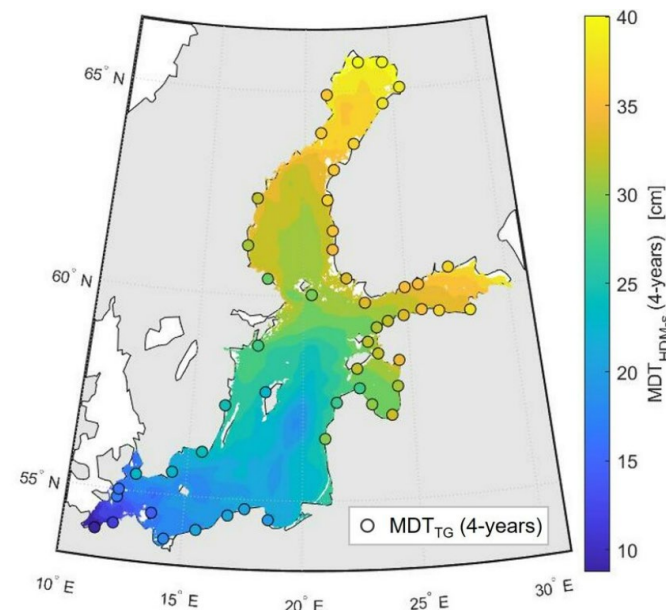 65° N
60° N
55° N
10° E
15° E
20° E
25° E
30° E
MDT_TG (4-years)
40
35
30
25
20
15
10
MDT_HDM-s (4-years) [cm]